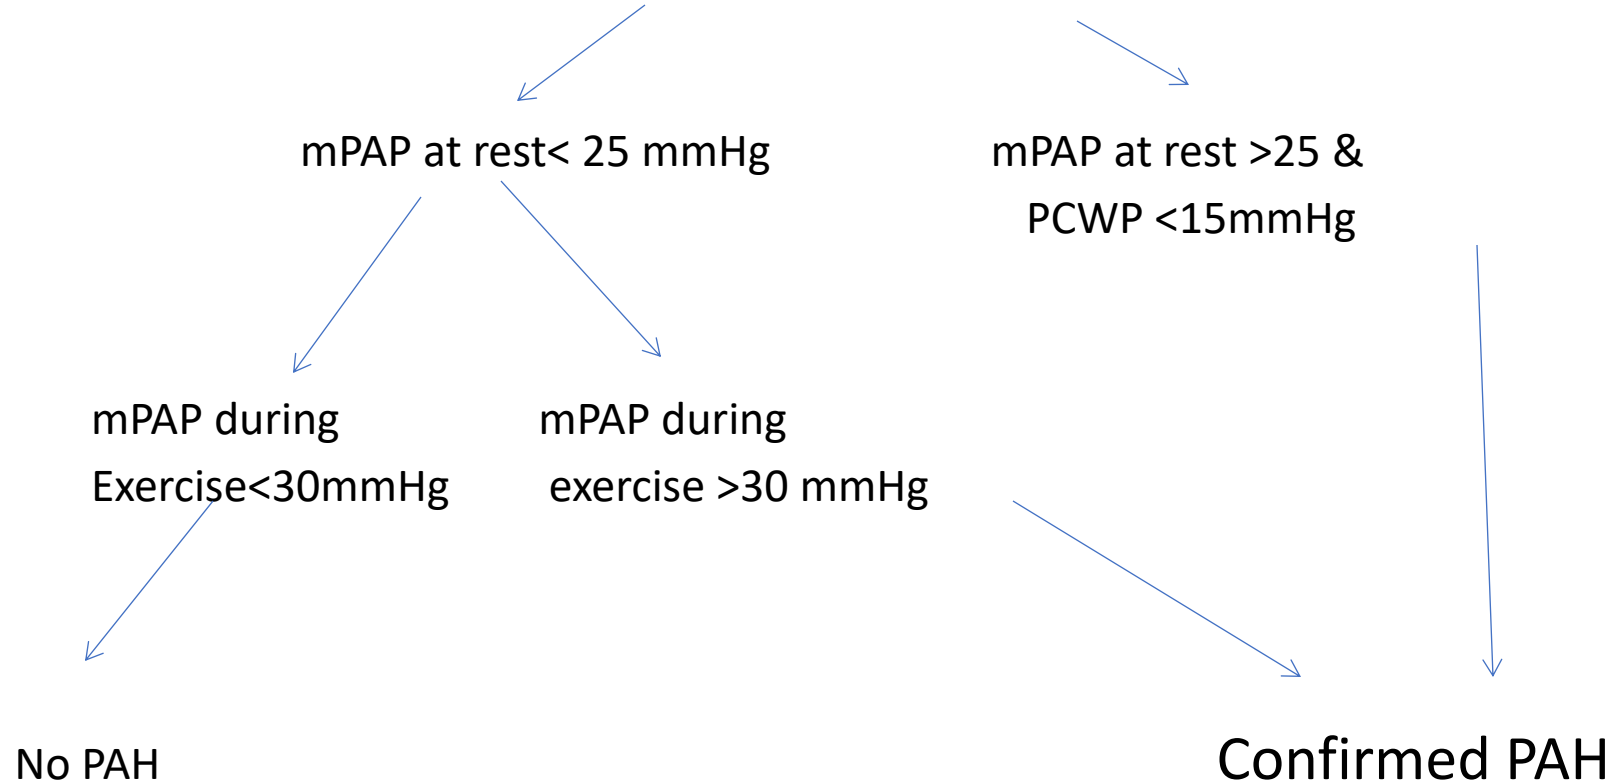 mPAP at rest< 25 mmHg
mPAP at rest >25 &
PCWP <15mmHg
mPAP during
Exercise<30mmHg
mPAP during
exercise >30 mmHg
No PAH
Confirmed PAH